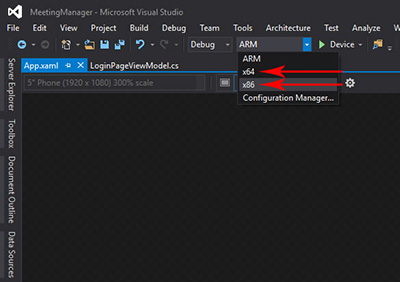 MeetingManager - Microsoft Visual Studio
File Edit View Project Build Debug Team Tools Architecture Test Analyze
Debug ARM Device
ARM
x64
x86
Configuration Manager...
App.xaml LoginPageViewModel.cs
5" Phone (1920 x 1080) 300% scale
Server Explorer
Toolbox
Document Outline
Data Sources